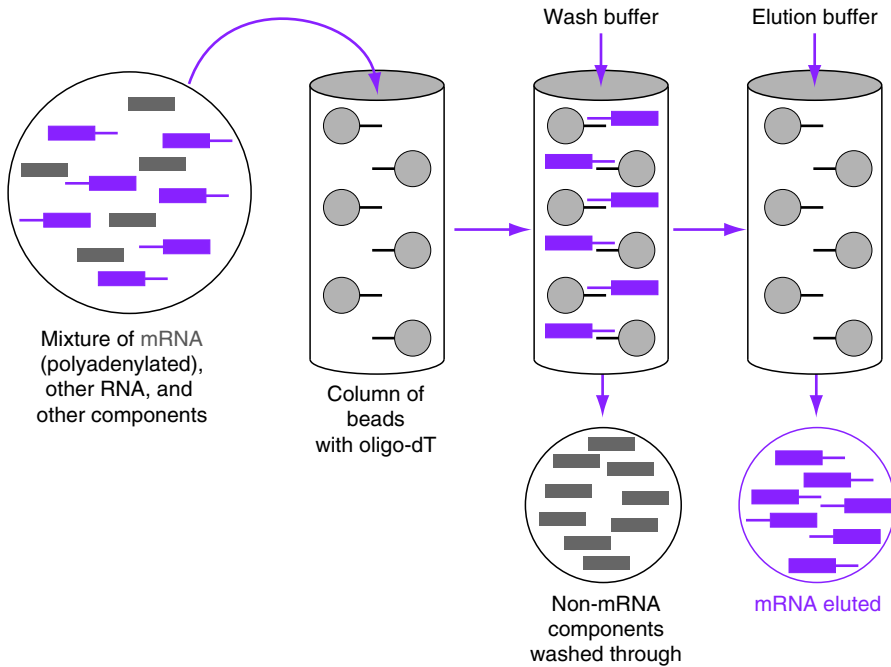 Wash buffer
Elution buffer
Mixture of mRNA
(polyadenylated),
other RNA, and
other components
Column of
beads
with oligo-dT
Non-mRNA
components
washed through
mRNA eluted